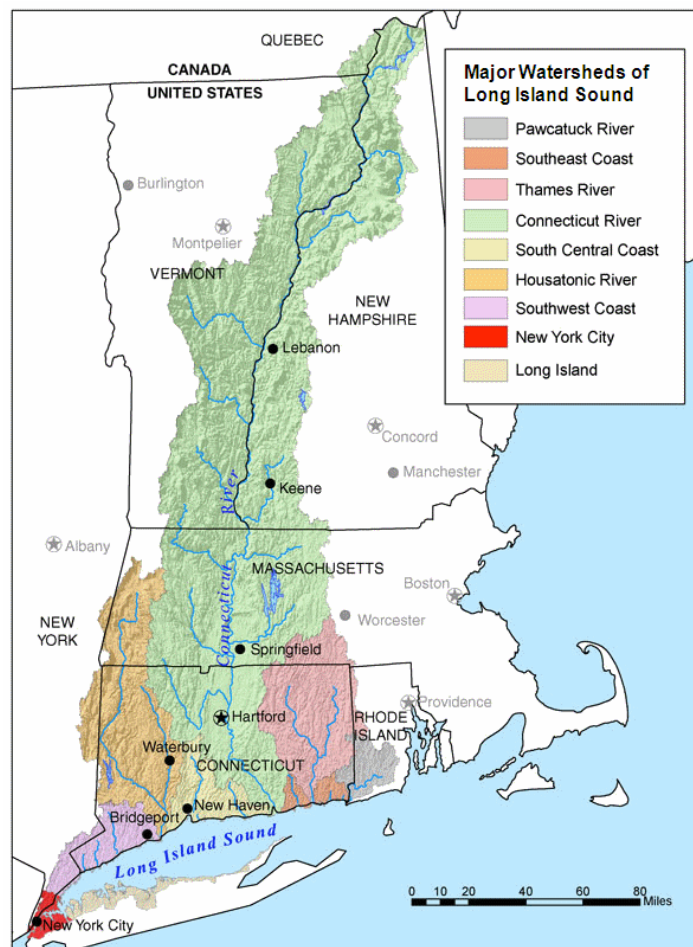 QUEBEC
CANADA
UNITED STATES
Major Watersheds of
Long Island Sound
Pawcatuck River
Southeast Coast
Thames River
Connecticut River
South Central Coast
Housatonic River
Southwest Coast
New York City
Long Island
Burlington
Montpelier
VERMONT
NEW
HAMPSHIRE
Lebanon
Concord
Manchester
Keene
River
Albany
MASSACHUSETTS
Boston
Connecticut
NEW
YORK
Worcester
Springfield
Providence
Hartford
RHODE
ISLAND
Waterbury
CONNECTICUT
New Haven
Bridgeport
Long Island Sound
0 10 20 40 60 80
Miles
New York City